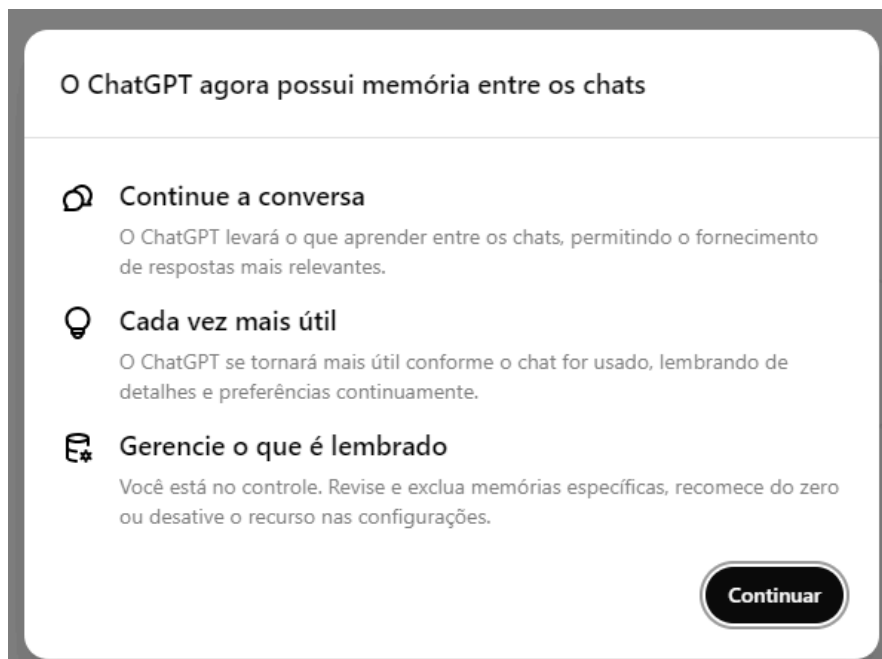 O ChatGPT agora possui memória entre os chats
Continue a conversa
O ChatGPT levará o que aprender entre os chats, permitindo o fornecimento
de respostas mais relevantes.
Cada vez mais útil
O ChatGPT se tornará mais útil conforme o chat for usado, lembrando de
detalhes e preferências continuamente.
Gerencie o que é lembrado
Você está no controle. Revise e exclua memórias específicas, recomece do zero
ou desative o recurso nas configurações.
Continuar